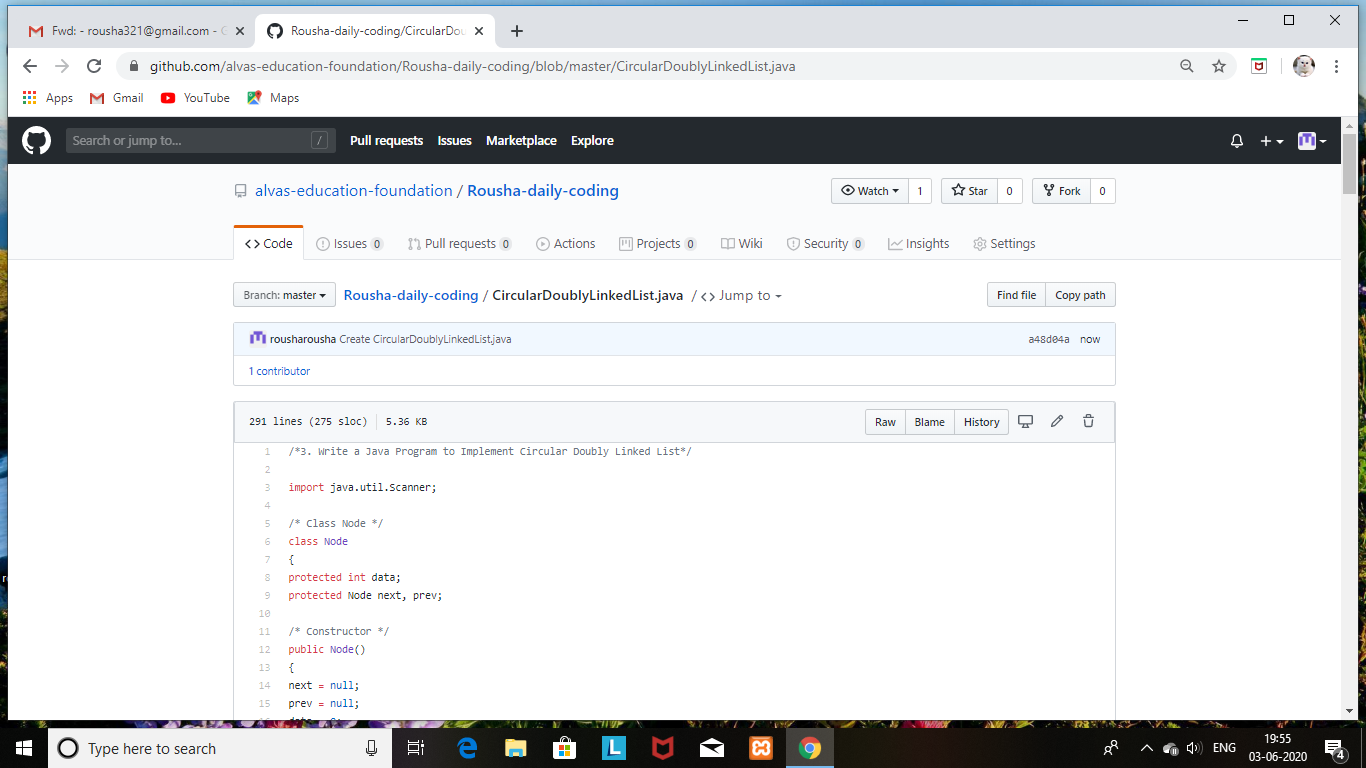 Fwd: - rousha321@gmail.com -
Rousha-daily-coding/CircularDou
github.com/alvas-education-foundation/Rousha-daily-coding/blob/master/CircularDoublyLinkedList.java
Apps Gmail YouTube Maps
Search or jump to... / Pull requests Issues Marketplace Explore
alvas-education-foundation / Rousha-daily-coding Watch 1 Star 0 Fork 0
Code Issues 0 Pull requests 0 Actions Projects 0 Wiki Security 0 Insights Settings
Branch: master Rousha-daily-coding / CircularDoublyLinkedList.java / <> Jump to Find file Copy path
rousharousha Create CircularDoublyLinkedList.java a48d04a now
1 contributor
291 lines (275 sloc) 5.36 KB Raw Blame History
1 /*3. Write a Java Program to Implement Circular Doubly Linked List*/
2
3 import java.util.Scanner;
4
5 /* Class Node */
6 class Node
7 {
8 protected int data;
9 protected Node next, prev;
10
11 /* Constructor */
12 public Node()
13 {
14 next = null;
15 prev = null;
Type here to search L ENG 19:55
03-06-2020 4